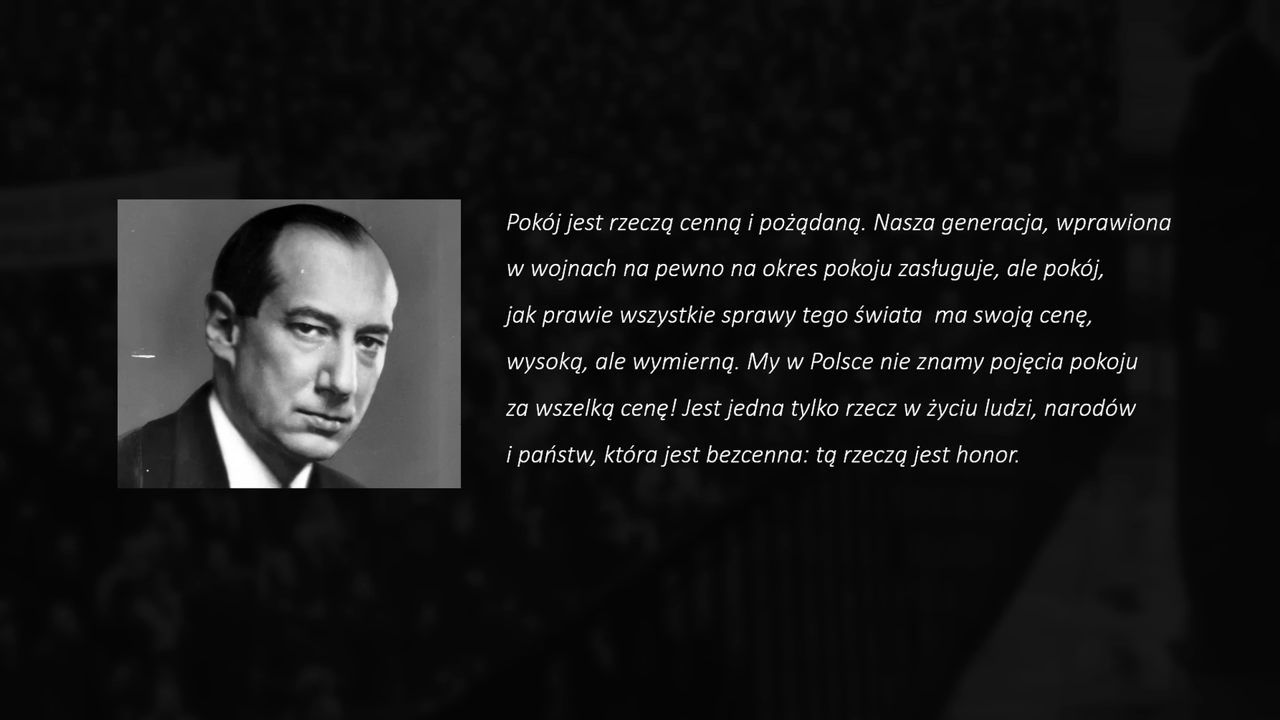 Pokój jest rzeczą cenną i pożądaną. Nasza generacja, wprawiona
w wojnach na pewno na okres pokoju zasługuje, ale pokój,
jak prawie wszystkie sprawy tego świata  ma swoją cenę,
wysoką, ale wymierną. My w Polsce nie znamy pojęcia pokoju
za wszelką cenę! Jest jedna tylko rzecz w życiu ludzi, narodów
i państw, która jest bezcenna: tą rzeczą jest honor.